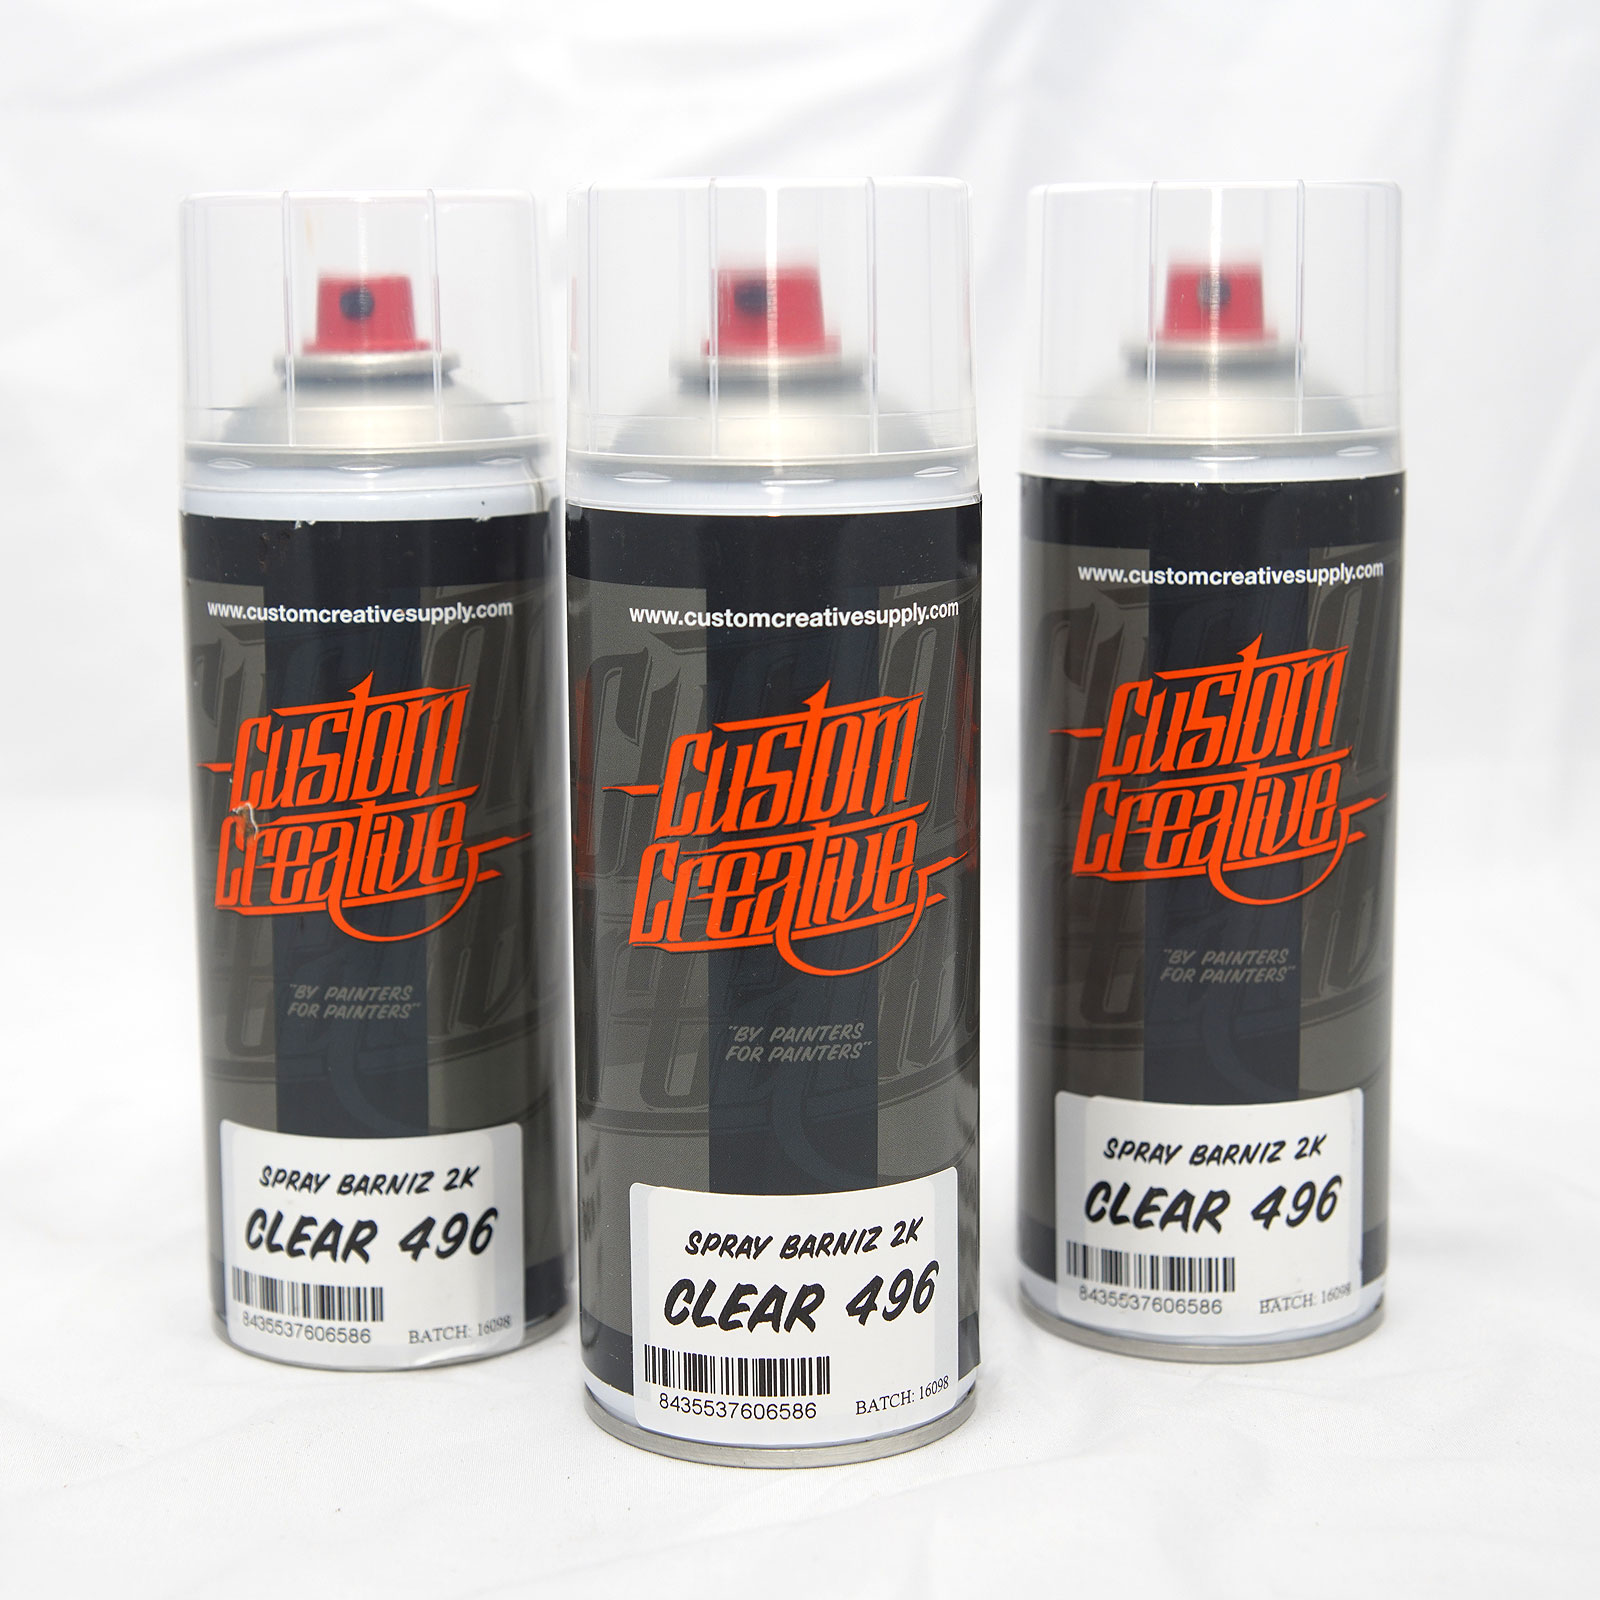 www.customcreativesupply.com
Custom
Creative
"BY PAINTERS
FOR PAINTERS"
SPRAY BARNIZ 2K
CLEAR 496
8435537606586
BATCH: 16098
www.customcreativesupply.com
Custom
Creative
"BY PAINTERS
FOR PAINTERS"
SPRAY BARNIZ 2K
CLEAR 496
8435537606586
BATCH: 16098
www.customcreativesupply.com
Custom
Creative
"BY PAINTERS
FOR PAINTERS"
SPRAY BARNIZ 2K
CLEAR 496
8435537606586
BATCH: 16098